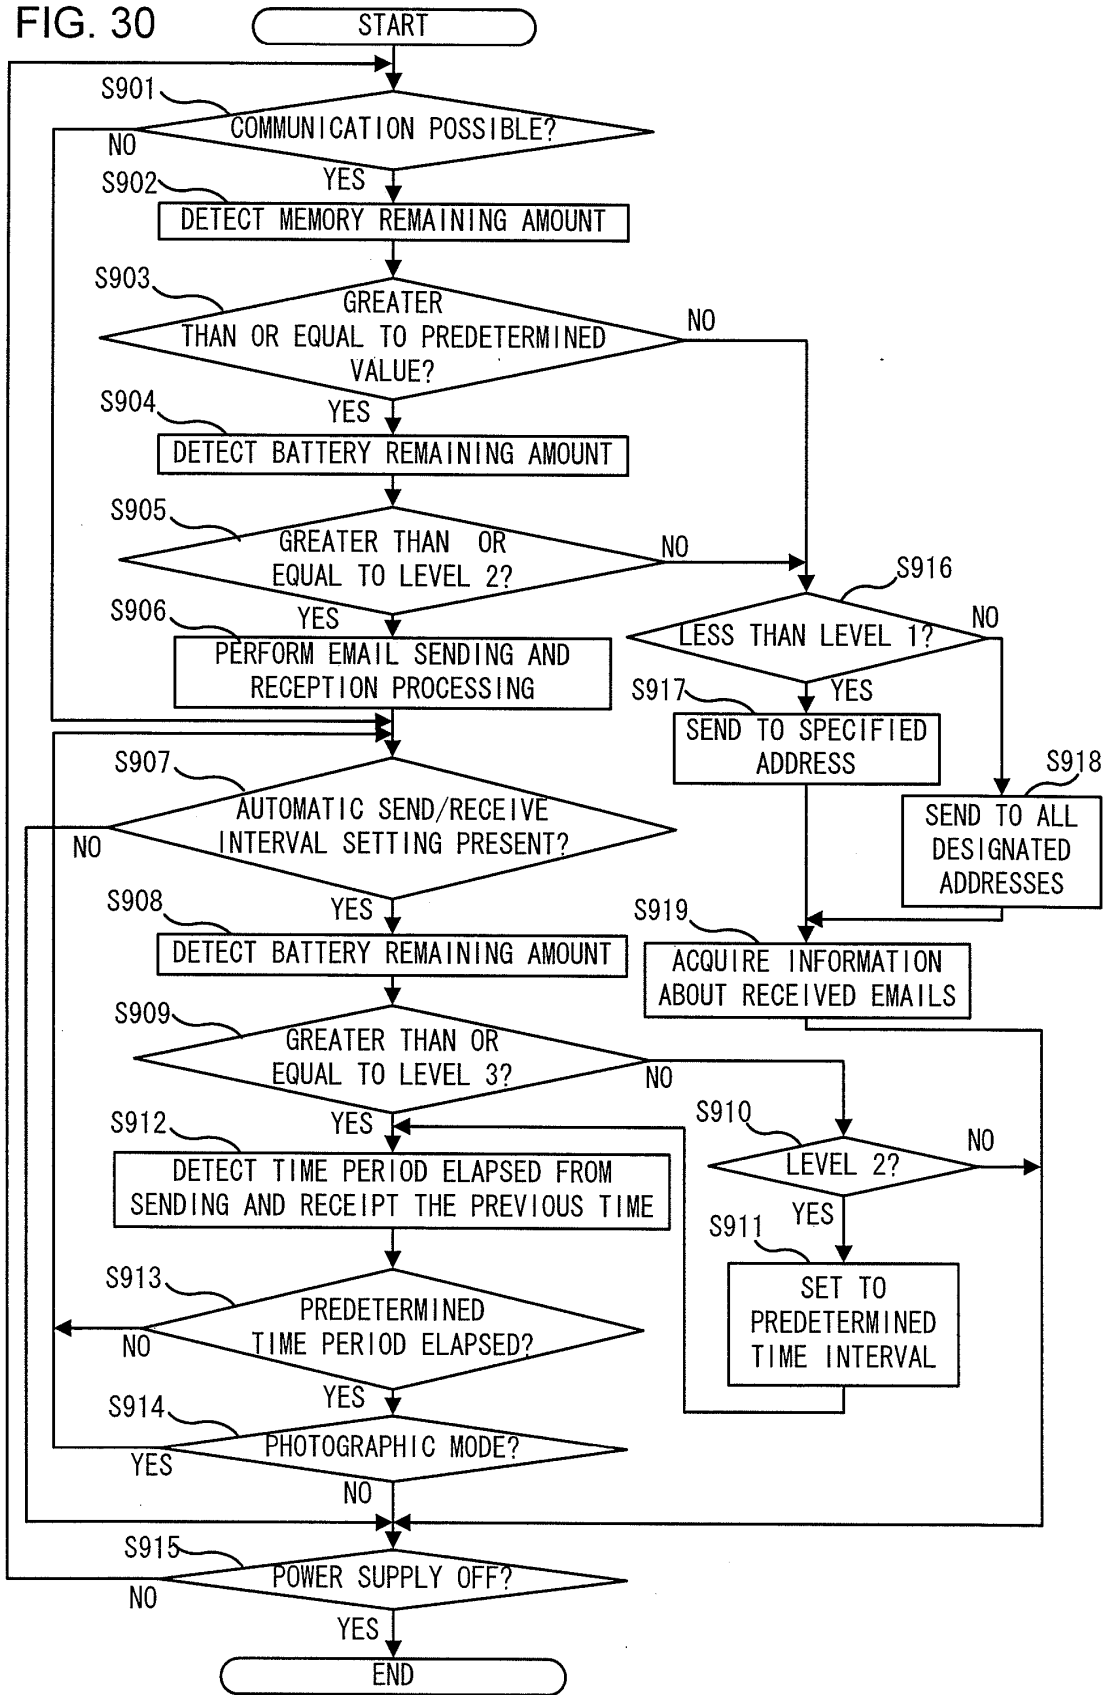 FIG. 30
START
S901
COMMUNICATION POSSIBLE?
NO
YES
S902
DETECT MEMORY REMAINING AMOUNT
S903
GREATER
THAN OR EQUAL TO PREDETERMINED
VALUE?
NO
YES
S904
DETECT BATTERY REMAINING AMOUNT
S905
GREATER THAN OR
EQUAL TO LEVEL 2?
NO
YES
S906
PERFORM EMAIL SENDING AND
RECEPTION PROCESSING
S916
LESS THAN LEVEL 1?
NO
YES
S917
SEND TO SPECIFIED
ADDRESS
S918
SEND TO ALL
DESIGNATED
ADDRESSES
S919
ACQUIRE INFORMATION
ABOUT RECEIVED EMAILS
S907
AUTOMATIC SEND/RECEIVE
INTERVAL SETTING PRESENT?
NO
YES
S908
DETECT BATTERY REMAINING AMOUNT
S909
GREATER THAN OR
EQUAL TO LEVEL 3?
NO
YES
S910
LEVEL 2?
NO
YES
S911
SET TO
PREDETERMINED
TIME INTERVAL
S912
DETECT TIME PERIOD ELAPSED FROM
SENDING AND RECEIPT THE PREVIOUS TIME
S913
PREDETERMINED
TIME PERIOD ELAPSED?
NO
YES
S914
PHOTOGRAPHIC MODE?
YES
NO
S915
POWER SUPPLY OFF?
NO
YES
END